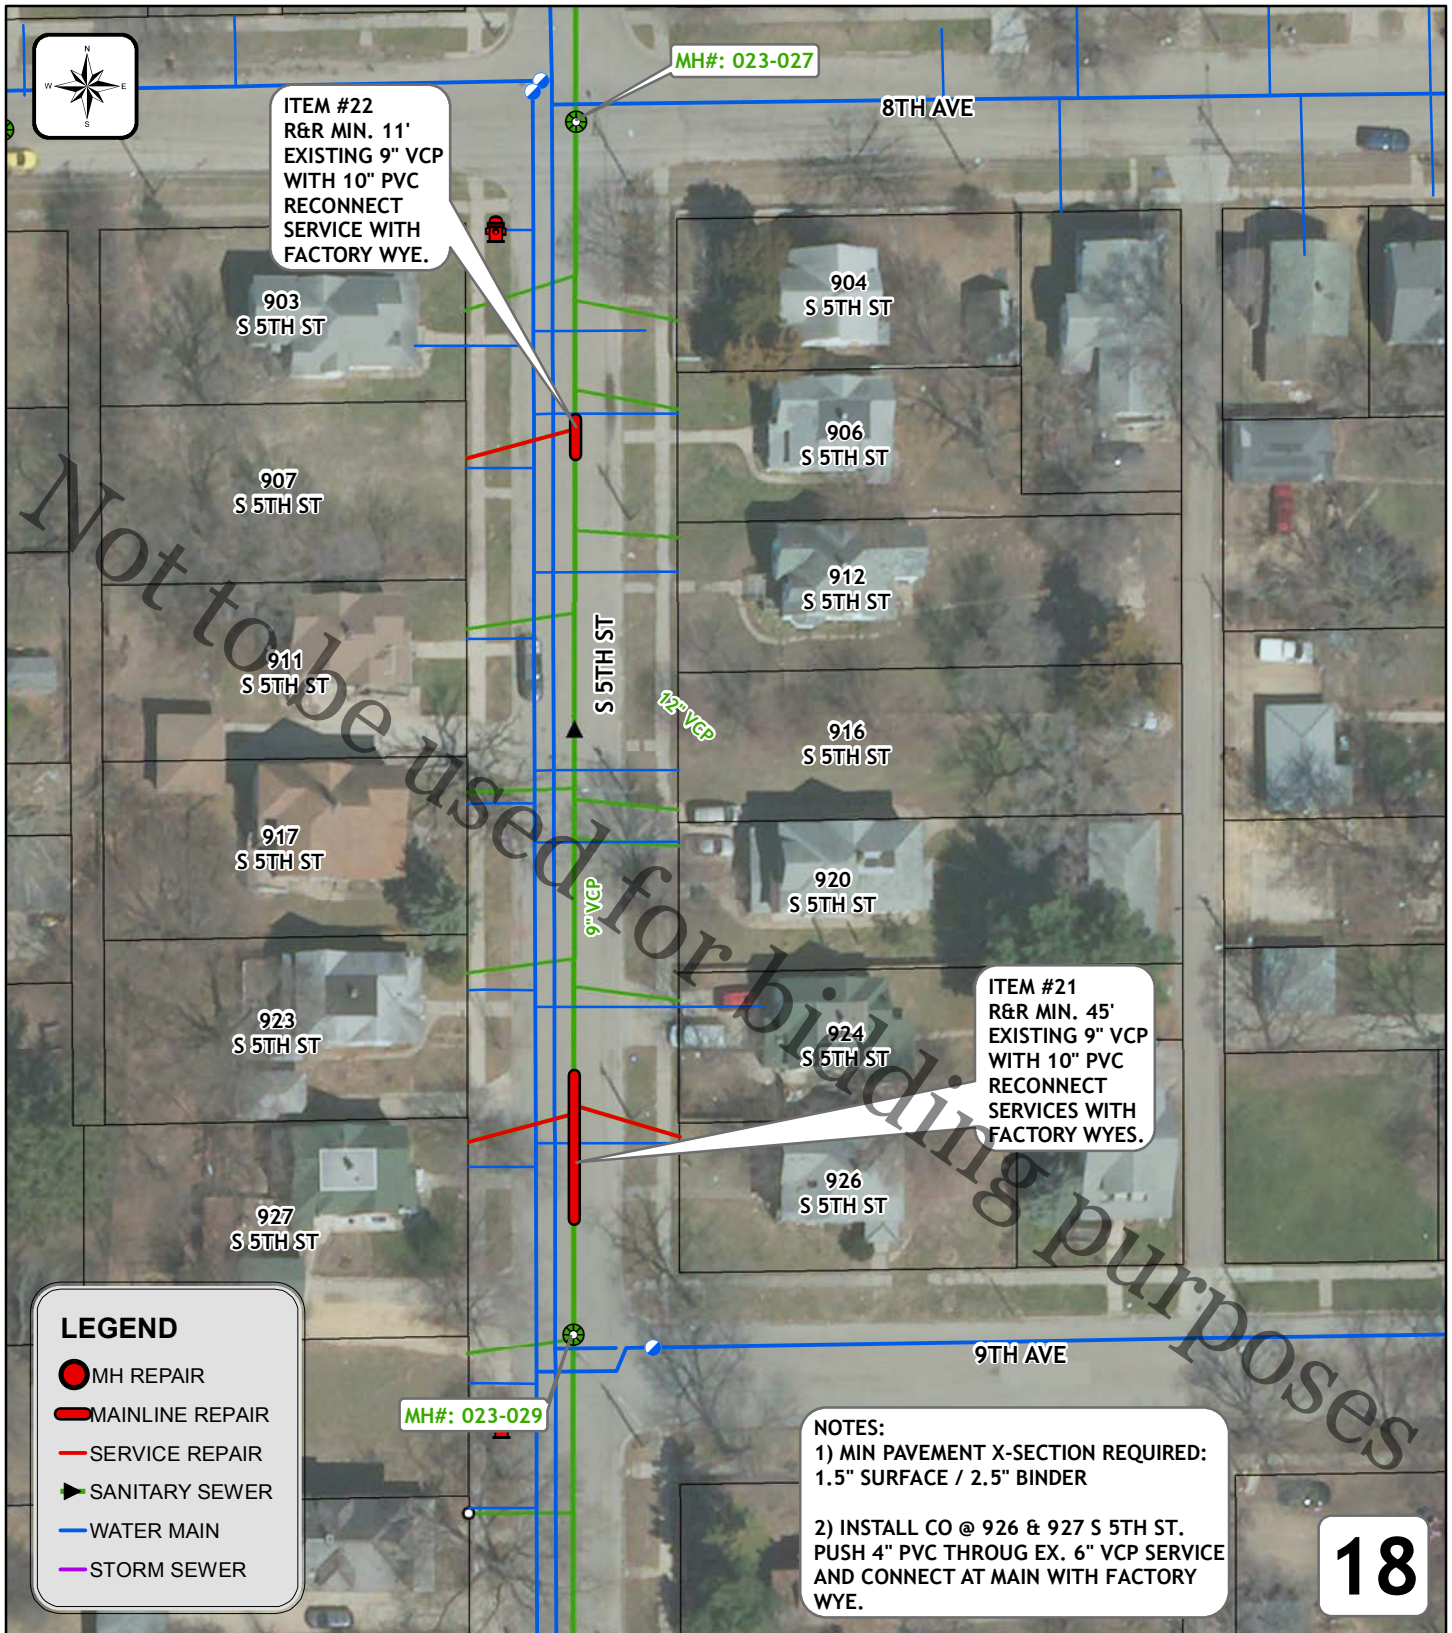 N
W
E
S
MH#: 023-027
8TH AVE
ITEM #22
R&R MIN. 11'
EXISTING 9" VCP
WITH 10" PVC
RECONNECT
SERVICE WITH
FACTORY WYE.
903
S 5TH ST
904
S 5TH ST
906
S 5TH ST
907
S 5TH ST
912
S 5TH ST
911
S 5TH ST
S 5TH ST
12" VCP
916
S 5TH ST
917
S 5TH ST
920
S 5TH ST
9" VCP
923
S 5TH ST
924
S 5TH ST
ITEM #21
R&R MIN. 45'
EXISTING 9" VCP
WITH 10" PVC
RECONNECT
SERVICES WITH
FACTORY WYES.
926
S 5TH ST
927
S 5TH ST
Not to be used for bidding purposes
9TH AVE
MH#: 023-029
LEGEND
MH REPAIR
MAINLINE REPAIR
SERVICE REPAIR
SANITARY SEWER
WATER MAIN
STORM SEWER
NOTES:
1) MIN PAVEMENT X-SECTION REQUIRED:
1.5" SURFACE / 2.5" BINDER
2) INSTALL CO @ 926 & 927 S 5TH ST.
PUSH 4" PVC THROUG EX. 6" VCP SERVICE
AND CONNECT AT MAIN WITH FACTORY
WYE.
18